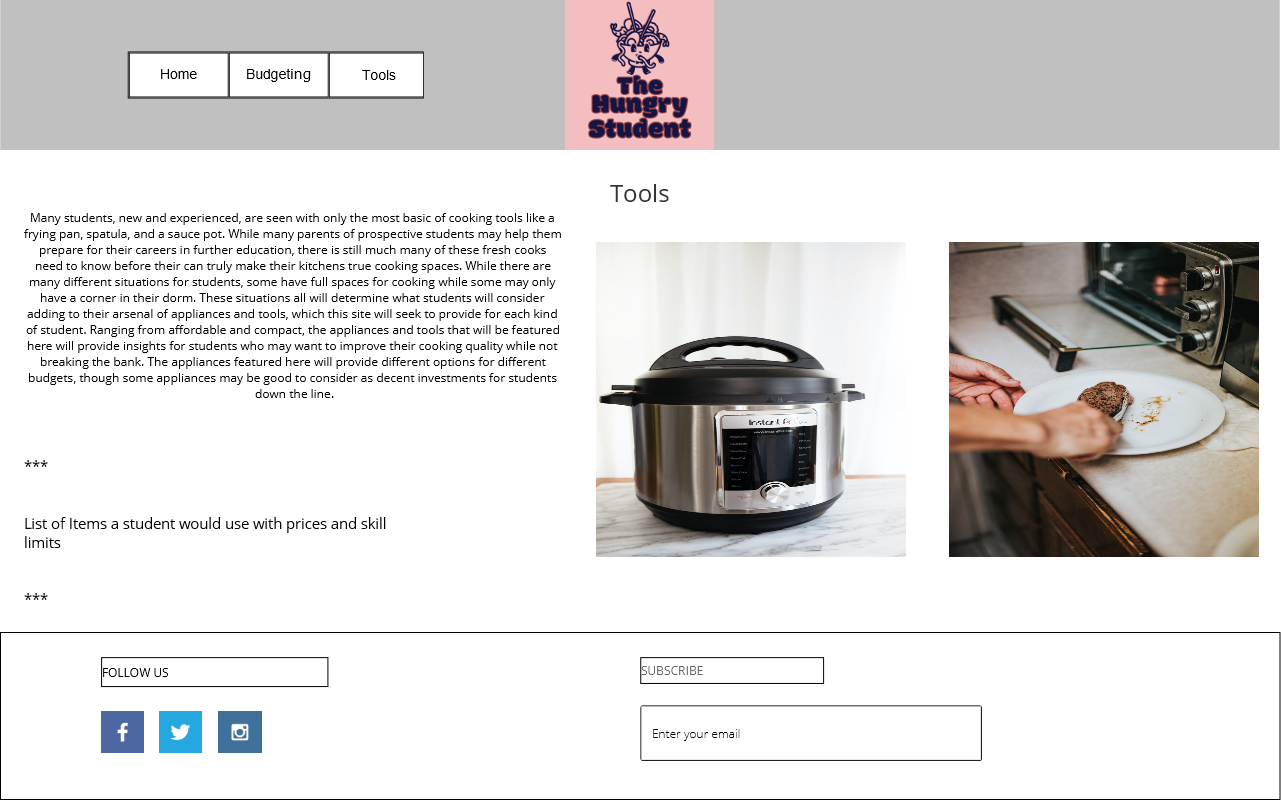 Home
Budgeting
Tools
The
Hungry
Student
Tools
Many students, new and experienced, are seen with only the most basic of cooking tools like a
frying pan, spatula, and a sauce pot. While many parents of prospective students may help them
prepare for their careers in further education, there is still much many of these fresh cooks
need to know before their can truly make their kitchens true cooking spaces. While there are
many different situations for students, some have full spaces for cooking while some may only
have a corner in their dorm. These situations all will determine what students will consider
adding to their arsenal of appliances and tools, which this site will seek to provide for each kind
of student. Ranging from affordable and compact, the appliances and tools that will be featured
here will provide insights for students who may want to improve their cooking quality while not
breaking the bank. The appliances featured here will provide different options for different
budgets, though some appliances may be good to consider as decent investments for students
down the line.
***
List of Items a student would use with prices and skill
limits
***
FOLLOW US
SUBSCRIBE
Enter your email